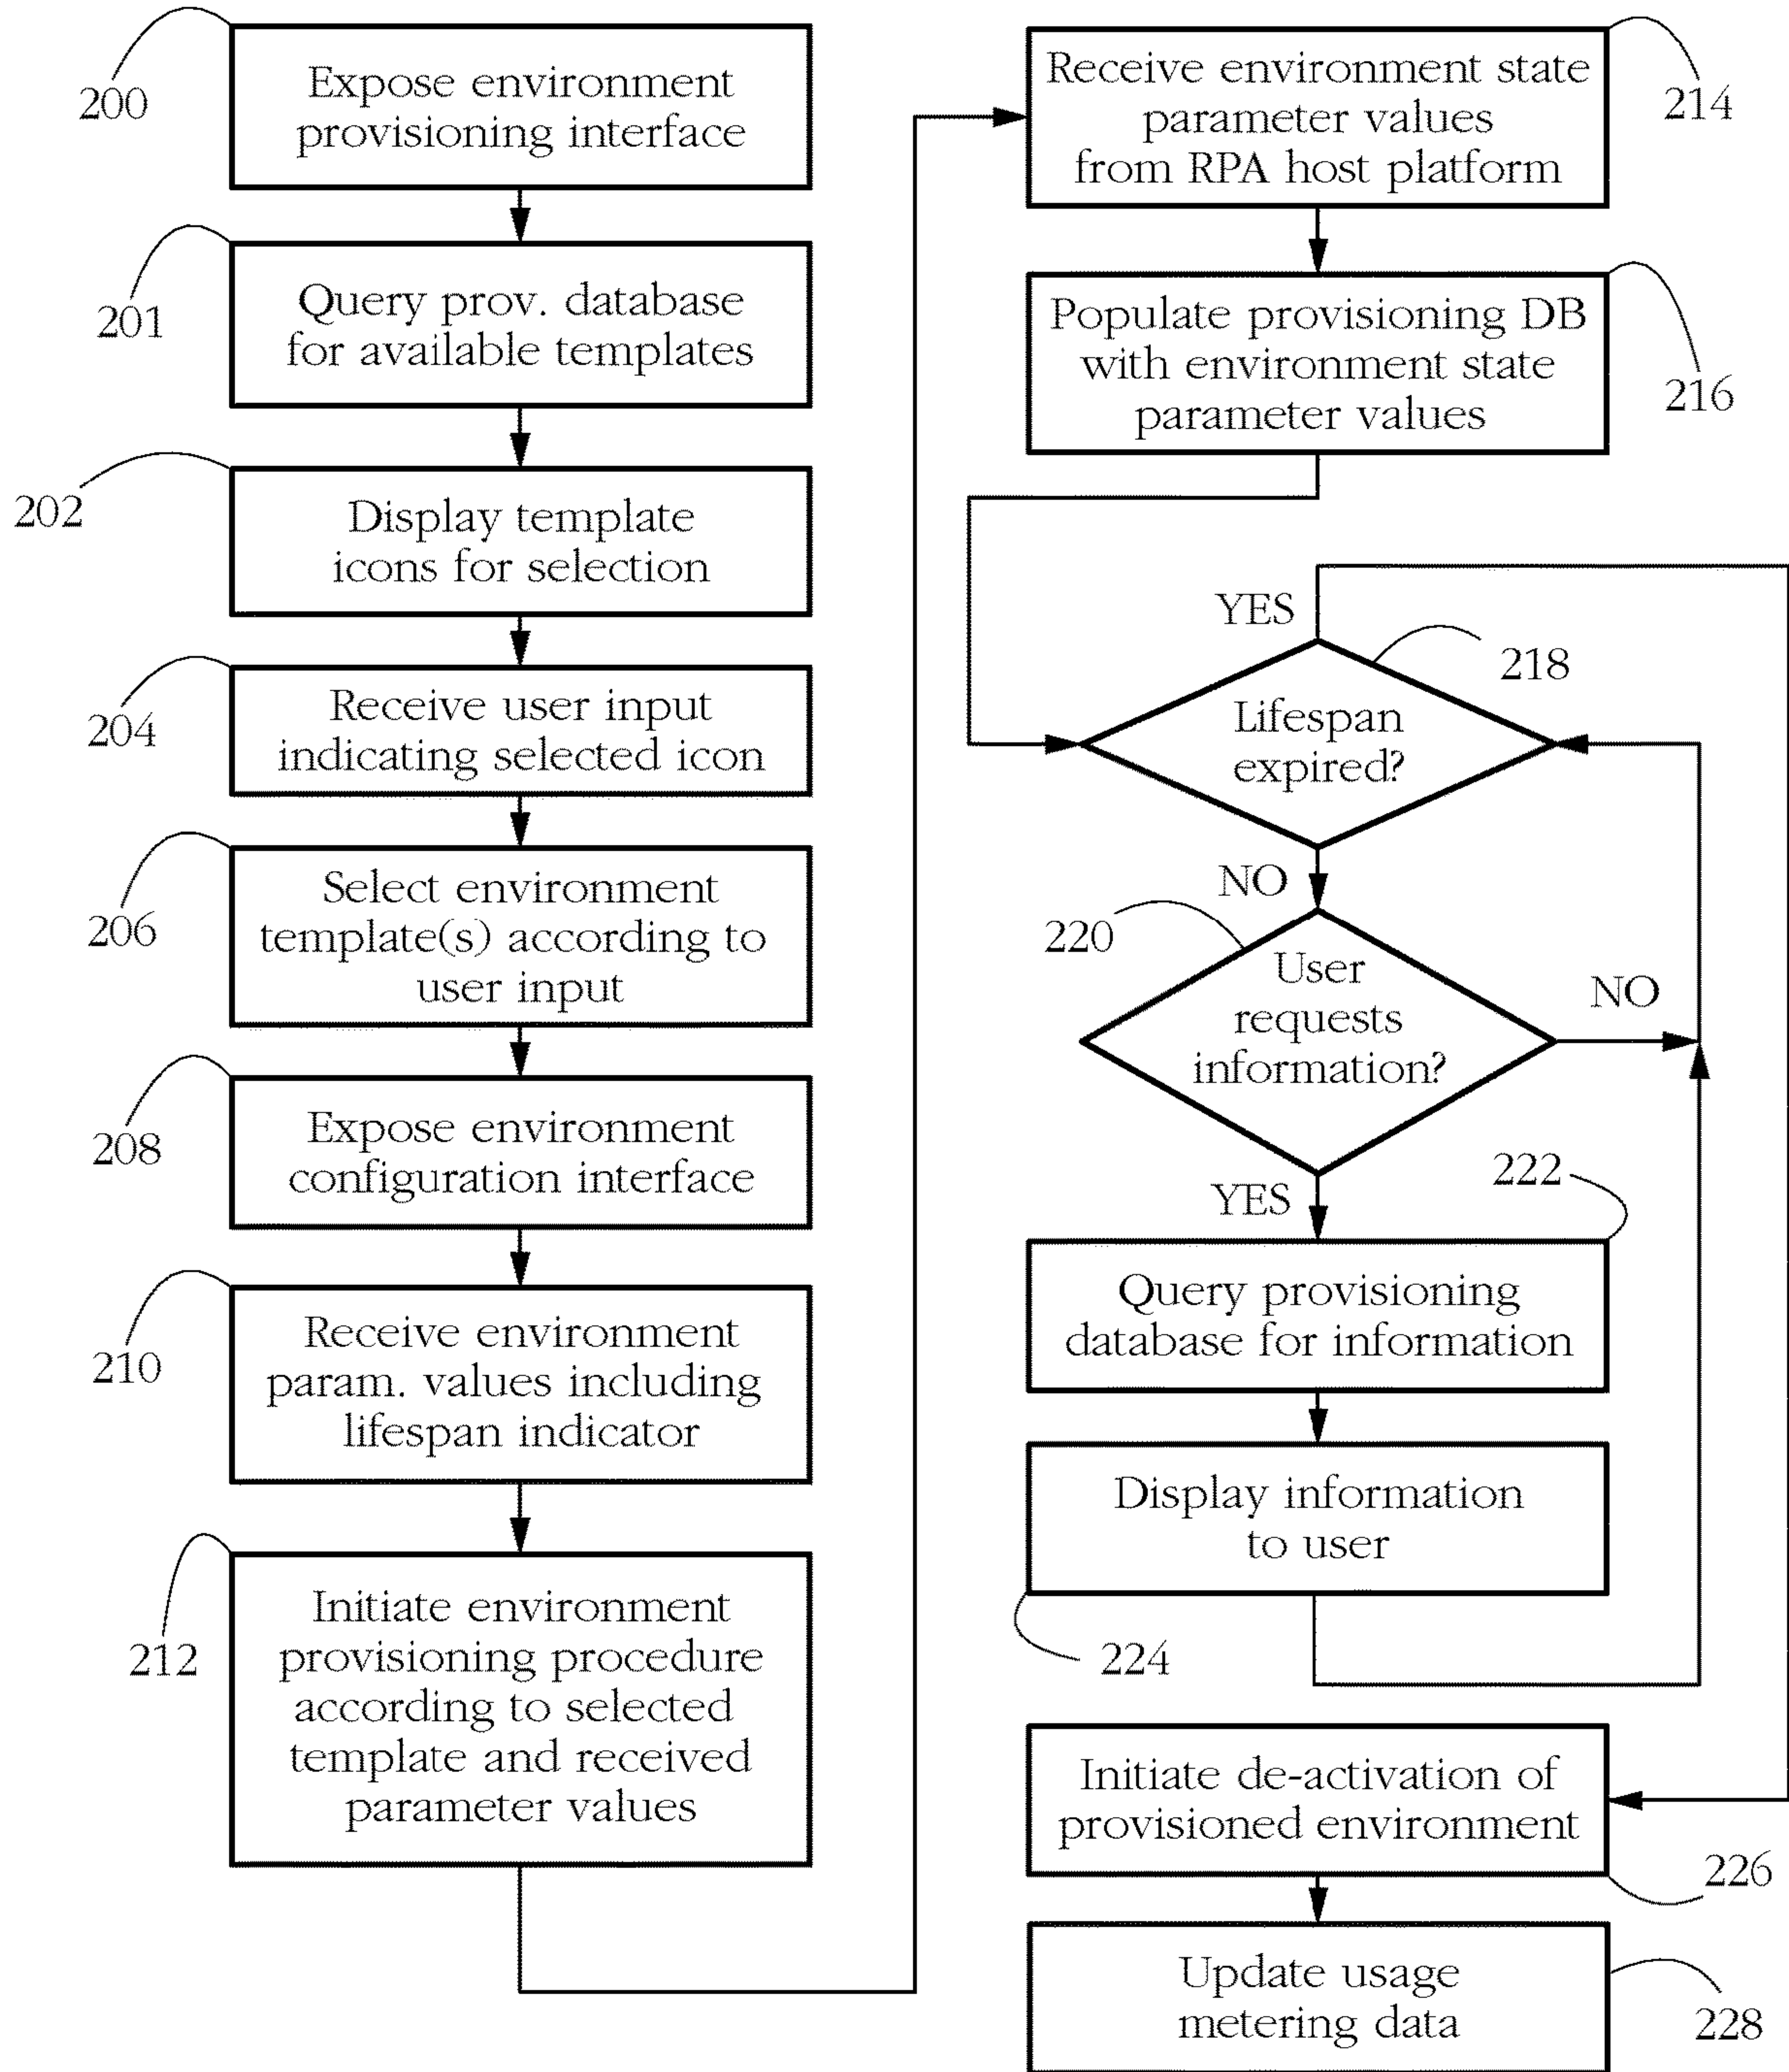 200
Expose environment
provisioning interface
201
Query prov. database
for available templates
202
Display template
icons for selection
204
Receive user input
indicating selected icon
206
Select environment
template(s) according to
user input
208
Expose environment
configuration interface
210
Receive environment
param. values including
lifespan indicator
212
Initiate environment
provisioning procedure
according to selected
template and received
parameter values
Receive environment state
parameter values
from RPA host platform
214
Populate provisioning DB
with environment state
parameter values
216
YES
218
Lifespan
expired?
NO
220
User
requests
information?
NO
YES
222
Query provisioning
database for information
Display information
to user
224
Initiate de-activation of
provisioned environment
226
Update usage
metering data
228